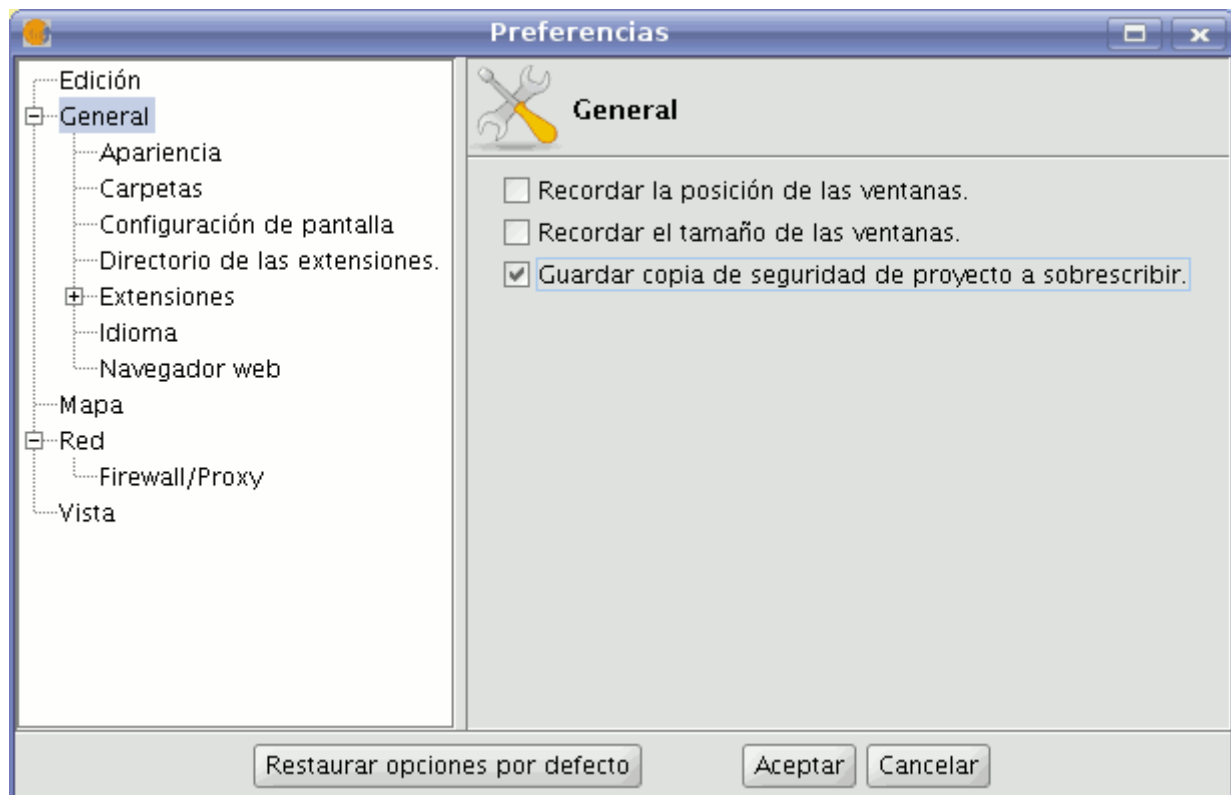 Preferencias
Edición
General
Apariencia
Carpetas
Configuración de pantalla
Directorio de las extensiones.
Extensiones
Idioma
Navegador web
Mapa
Red
Firewall/Proxy
Vista
General
Recordar la posición de las ventanas.
Recordar el tamaño de las ventanas.
Guardar copia de seguridad de proyecto a sobrescribir.
Restaurar opciones por defecto
Aceptar
Cancelar